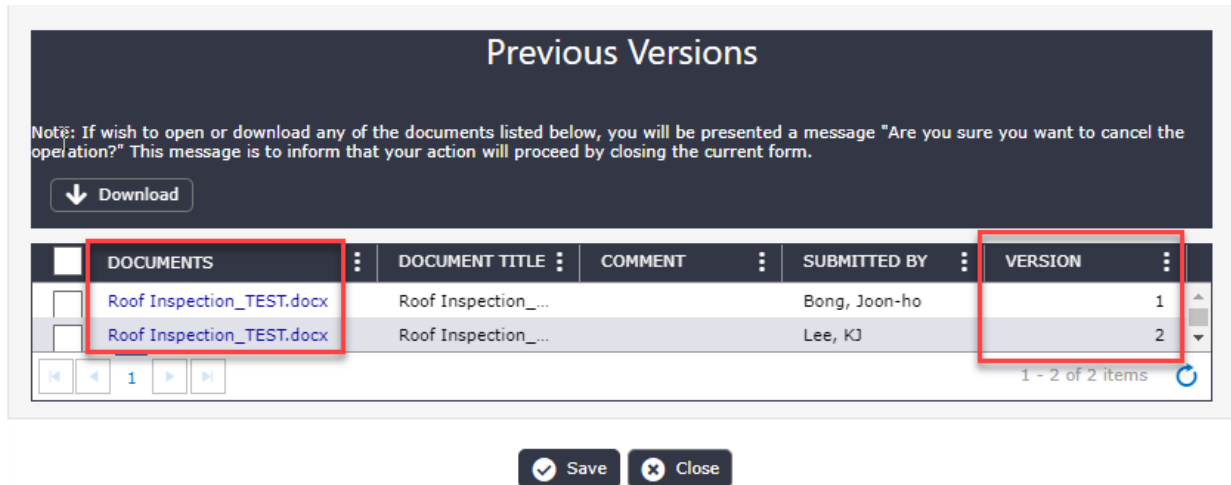 Previous Versions
Note: If wish to open or download any of the documents listed below, you will be presented a message "Are you sure you want to cancel the
operation?" This message is to inform that your action will proceed by closing the current form.
Download
DOCUMENTS DOCUMENT TITLE COMMENT SUBMITTED BY VERSION
Roof Inspection_TEST.docx Roof Inspection_... Bong, Joon-ho 1
Roof Inspection_TEST.docx Roof Inspection_... Lee, KJ 2
1 1 - 2 of 2 items
Save Close